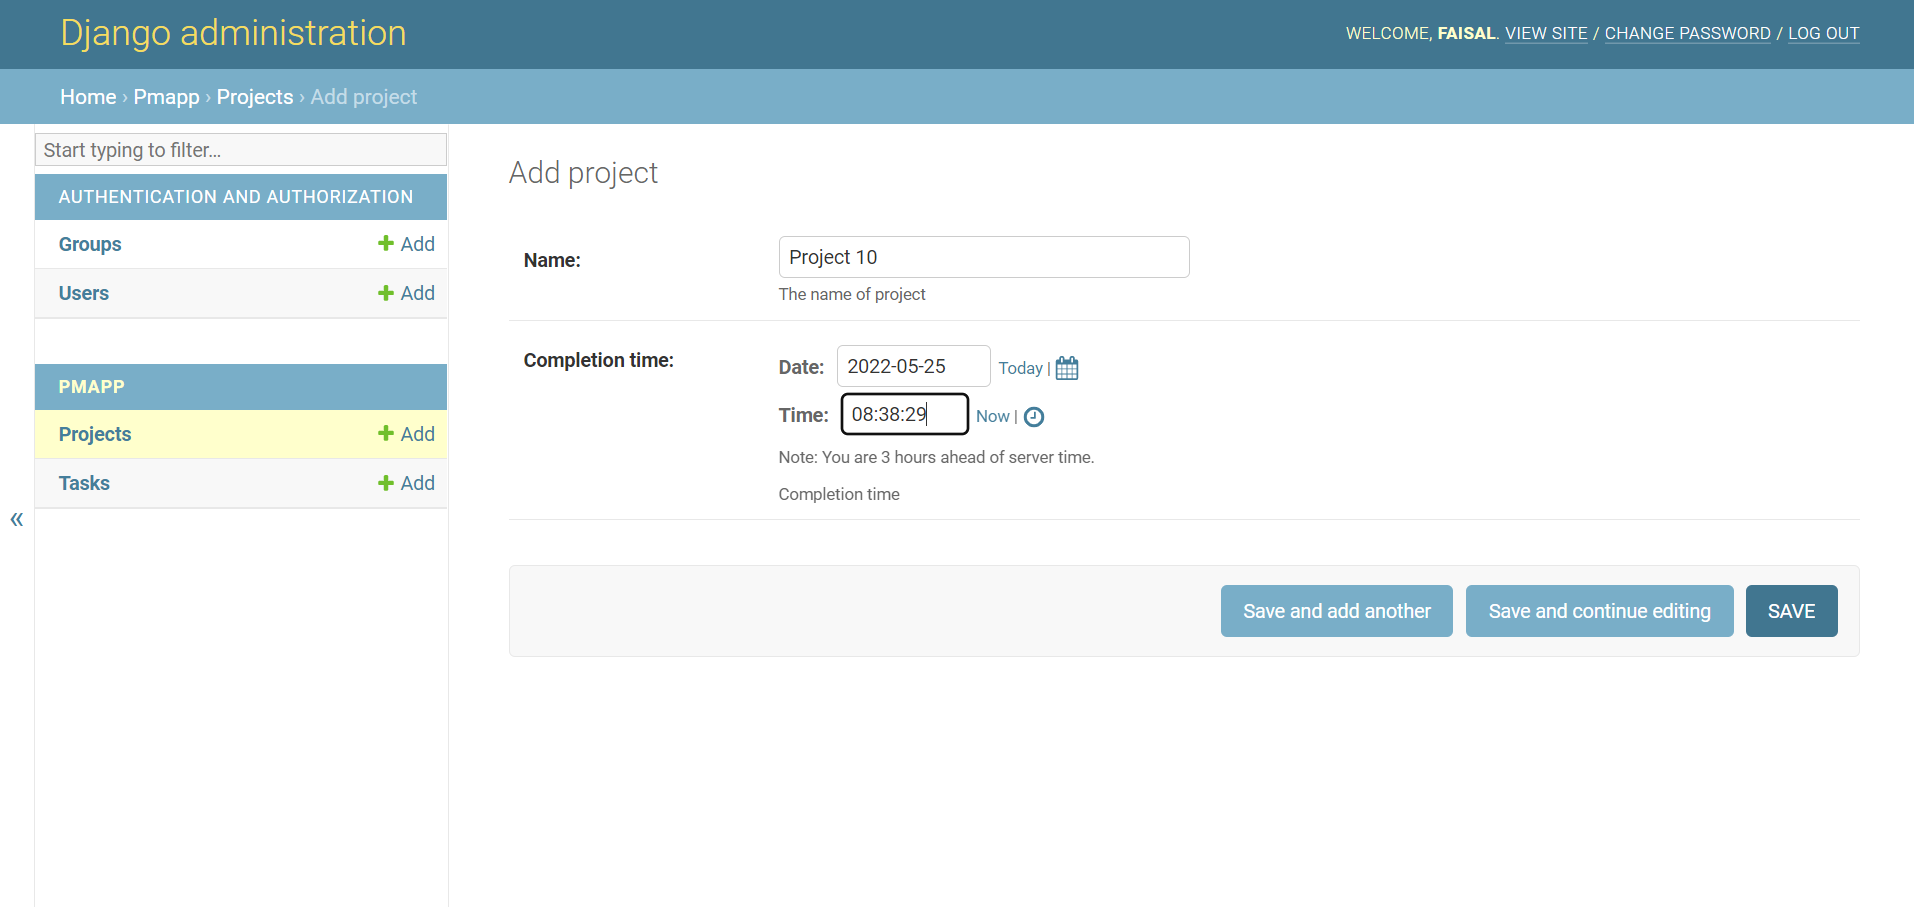 Django administration
WELCOME, FAISAL. VIEW SITE / CHANGE PASSWORD / LOG OUT
Home › Pmapp › Projects › Add project
Start typing to filter...
AUTHENTICATION AND AUTHORIZATION
Groups
Add
Users
Add
PMAPP
Projects
Add
Tasks
Add
«
Add project
Name:
Project 10
The name of project
Completion time:
Date: 2022-05-25 Today |
Time: 08:38:29 Now |
Note: You are 3 hours ahead of server time.
Completion time
Save and add another
Save and continue editing
SAVE